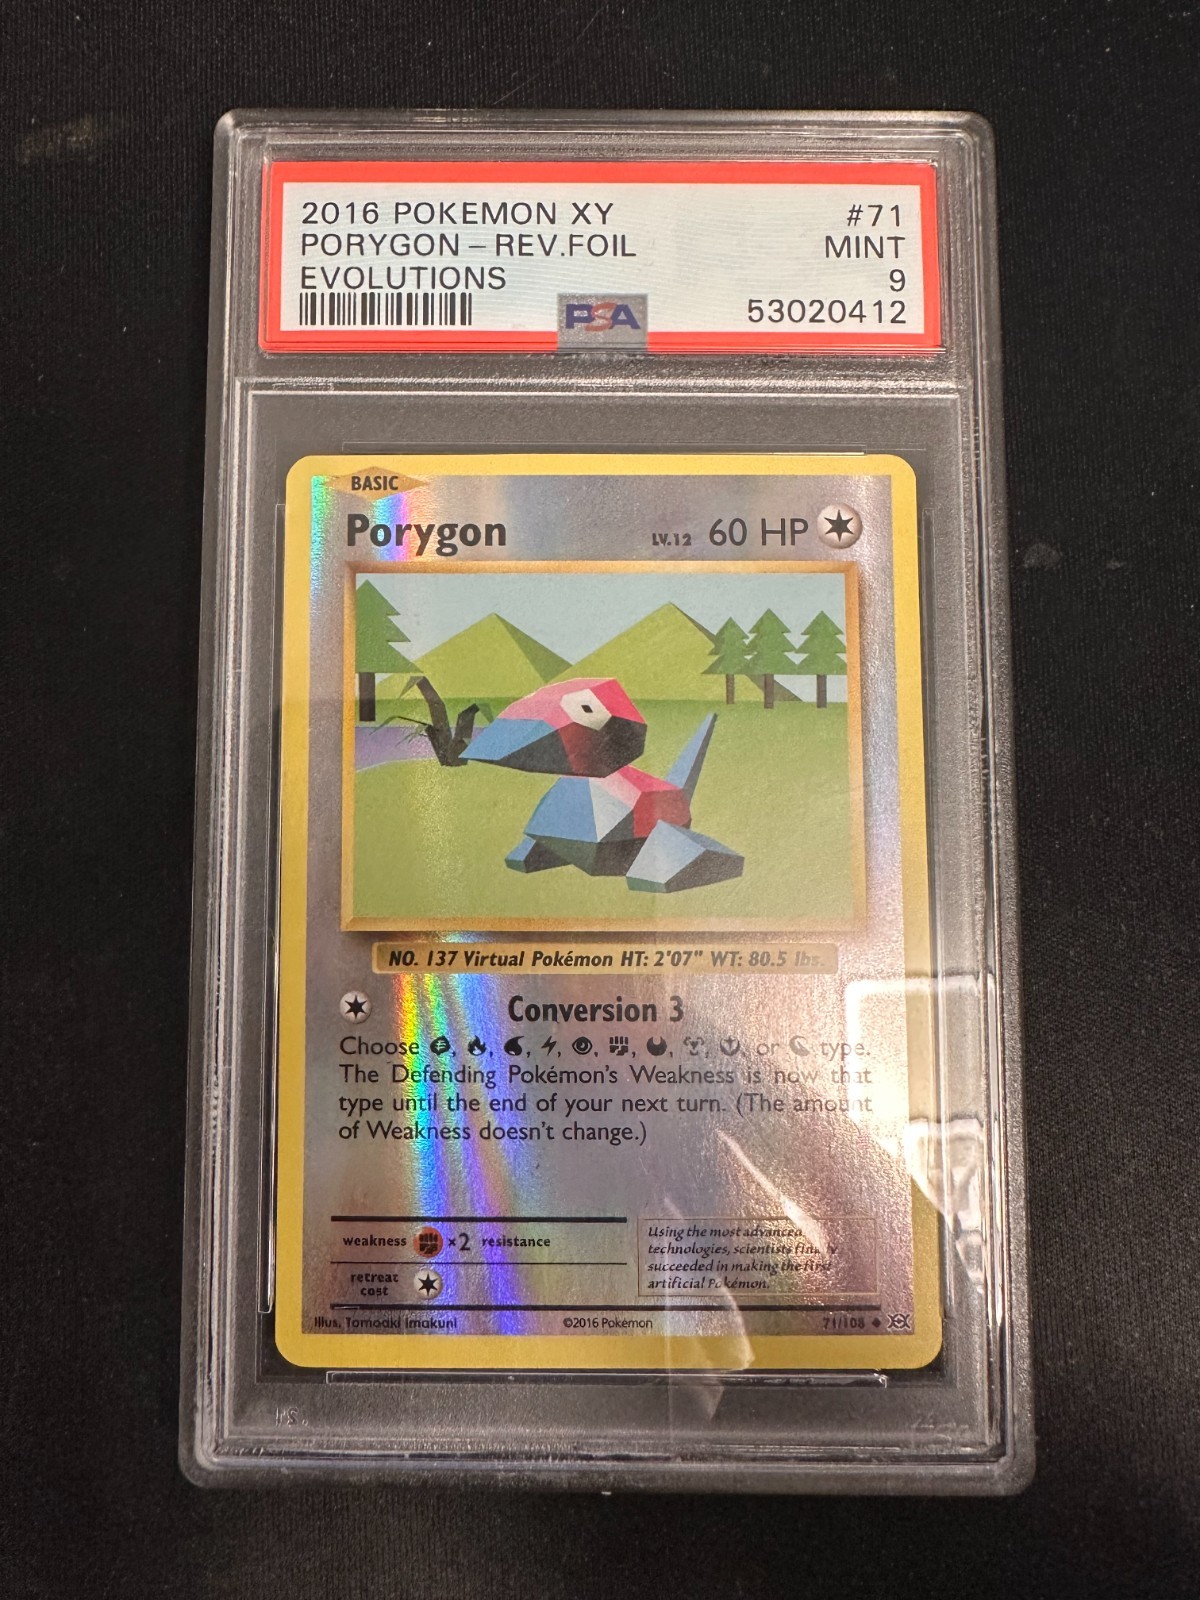 2016 POKEMON XY #71
PORYGON – REV.FOIL MINT
EVOLUTIONS 9
53020412
PSA
BASIC
Porygon LV.12 60 HP
NO. 137 Virtual Pokémon HT: 2'07" WT: 80.5 lbs.
Conversion 3
Choose , , , , , , , , , or type.
The Defending Pokémon's Weakness is now that
type until the end of your next turn. (The amount
of Weakness doesn't change.)
weakness ×2 resistance
retreat
cost
Using the most advanced
technologies, scientists finally
succeeded in making the first
artificial Pokémon.
Illus. Tomoaki Imakuni ©2016 Pokémon 71/108